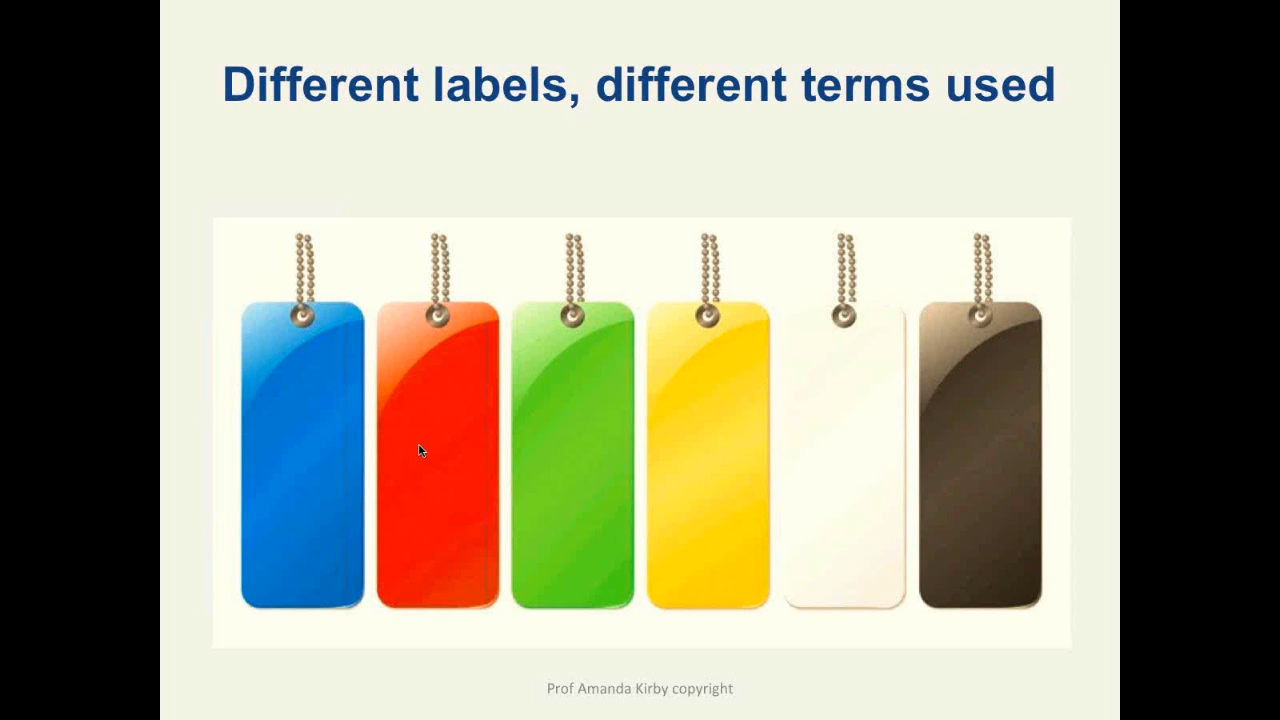 Different labels, different terms used
Prof Amanda Kirby copyright